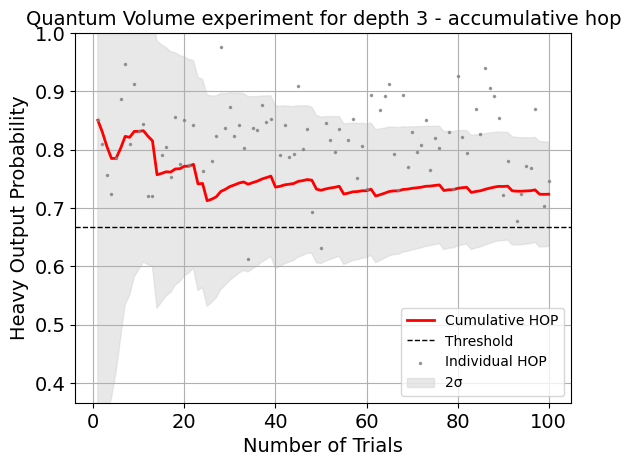 Quantum Volume experiment for depth 3 - accumulative hop
1.0
0.9
0.8
0.7
0.6
0.5
0.4
Heavy Output Probability
Cumulative HOP
Threshold
Individual HOP
2σ
0 20 40 60 80 100
Number of Trials